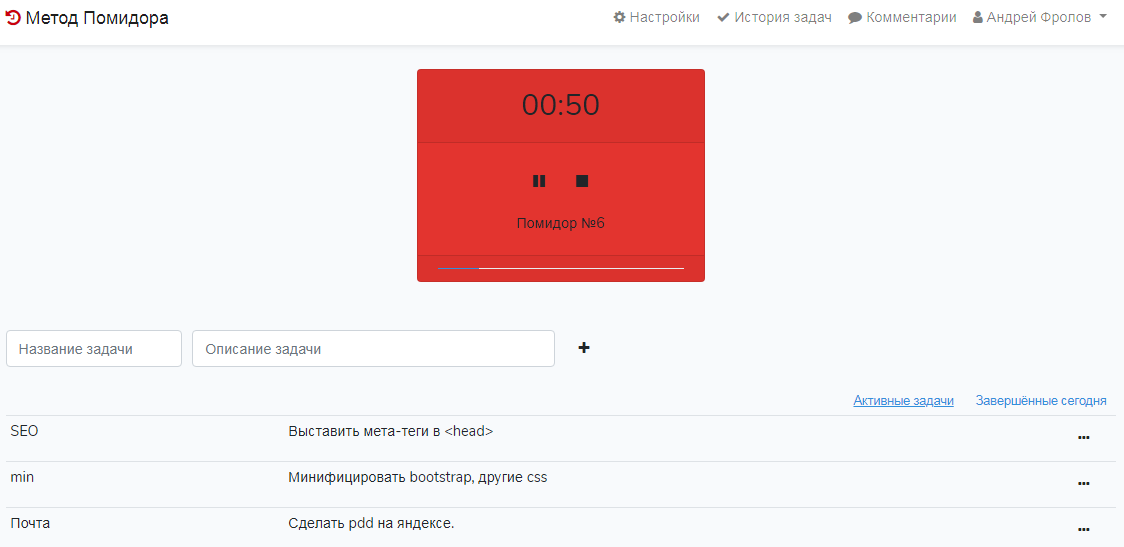 Метод Помидора Настройки История задач Комментарии Андрей Фролов
00:50
Помидор №6
Название задачи Описание задачи
Активные задачи Завершённые сегодня
SEO Выставить мета-теги в <head>
min Минифицировать bootstrap, другие css
Почта Сделать pdd на яндексе.